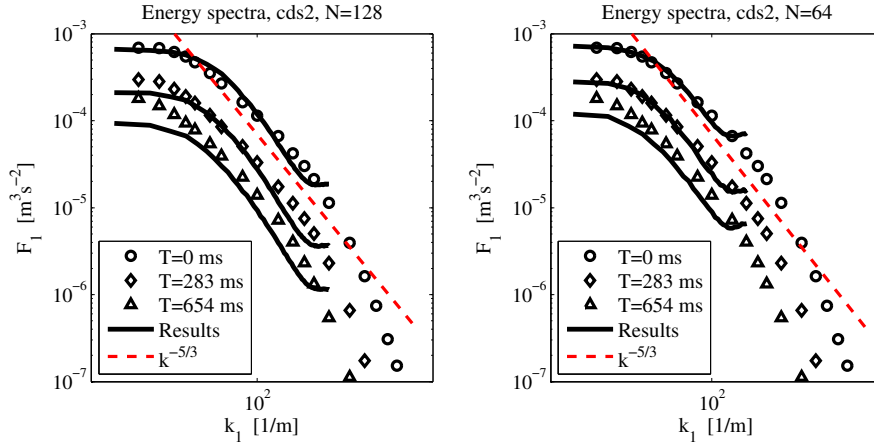 Energy spectra, cds2, N=128
10^-3
10^-4
10^-5
10^-6
10^-7
F_1 [m^3s^-2]
T=0 ms
T=283 ms
T=654 ms
Results
k^-5/3
10^2
k_1 [1/m]
Energy spectra, cds2, N=64
10^-3
10^-4
10^-5
10^-6
10^-7
F_1 [m^3s^-2]
T=0 ms
T=283 ms
T=654 ms
Results
k^-5/3
10^2
k_1 [1/m]